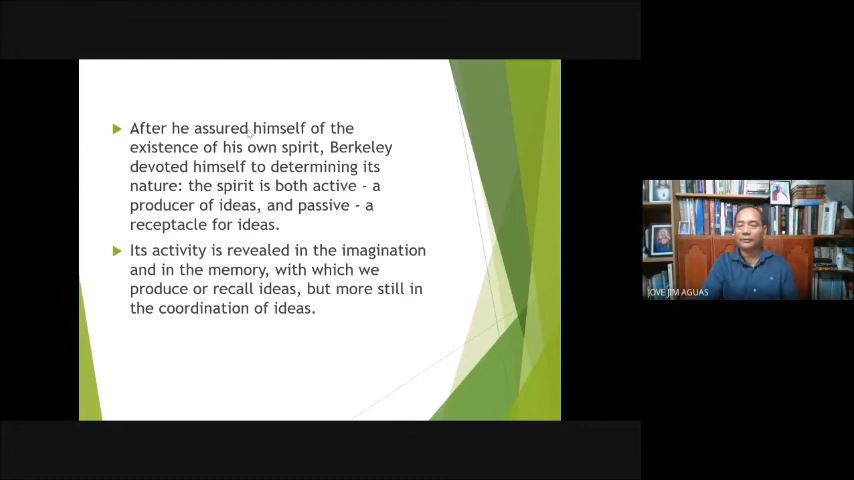 After he assured himself of the
existence of his own spirit, Berkeley
devoted himself to determining its
nature: the spirit is both active - a
producer of ideas, and passive - a
receptacle for ideas.
Its activity is revealed in the imagination
and in the memory, with which we
produce or recall ideas, but more still in
the coordination of ideas.
JOVE JIM AGUAS